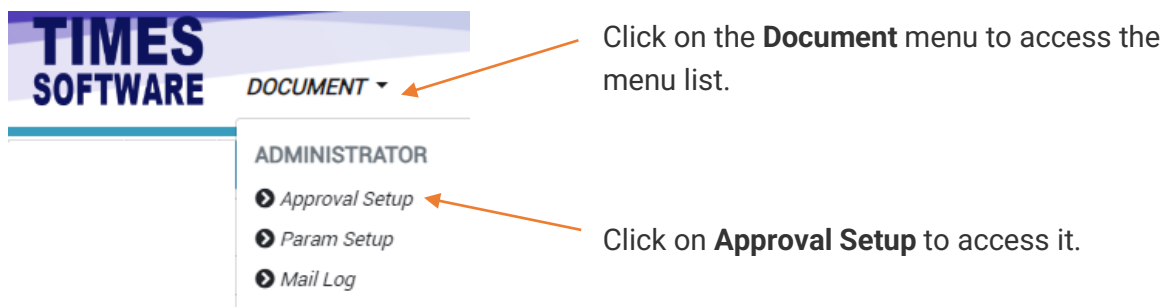 TIMES
SOFTWARE
DOCUMENT
Click on the Document menu to access the
menu list.
ADMINISTRATOR
Approval Setup
Param Setup
Mail Log
Click on Approval Setup to access it.